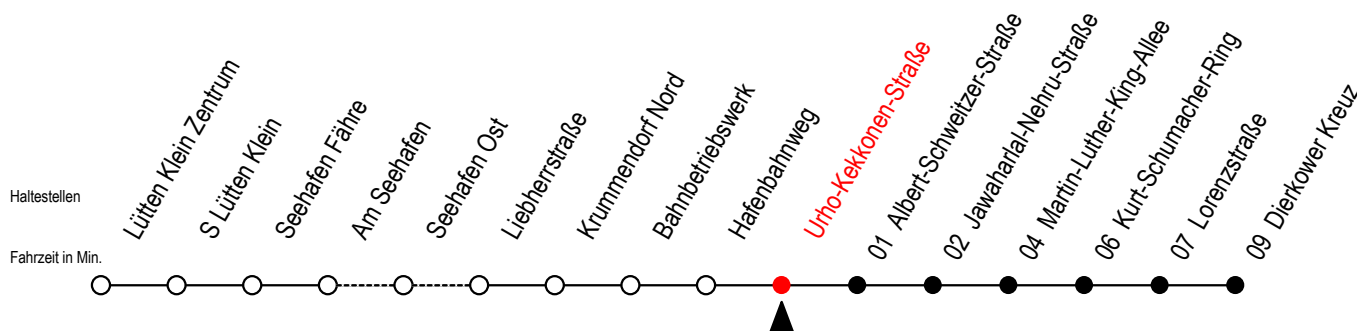 Haltestellen
Fahrzeit in Min.
Lütten Klein Zentrum
S Lütten Klein
Seehafen Fähre
Am Seehafen
Seehafen Ost
Liebherrstraße
Krummendorf Nord
Bahnbetriebswerk
Hafenbahnweg
Urho-Kekkonen-Straße
01 Albert-Schweitzer-Straße
02 Jawaharlal-Nehru-Straße
04 Martin-Luther-King-Allee
06 Kurt-Schumacher-Ring
07 Lorenzstraße
09 Dierkower Kreuz